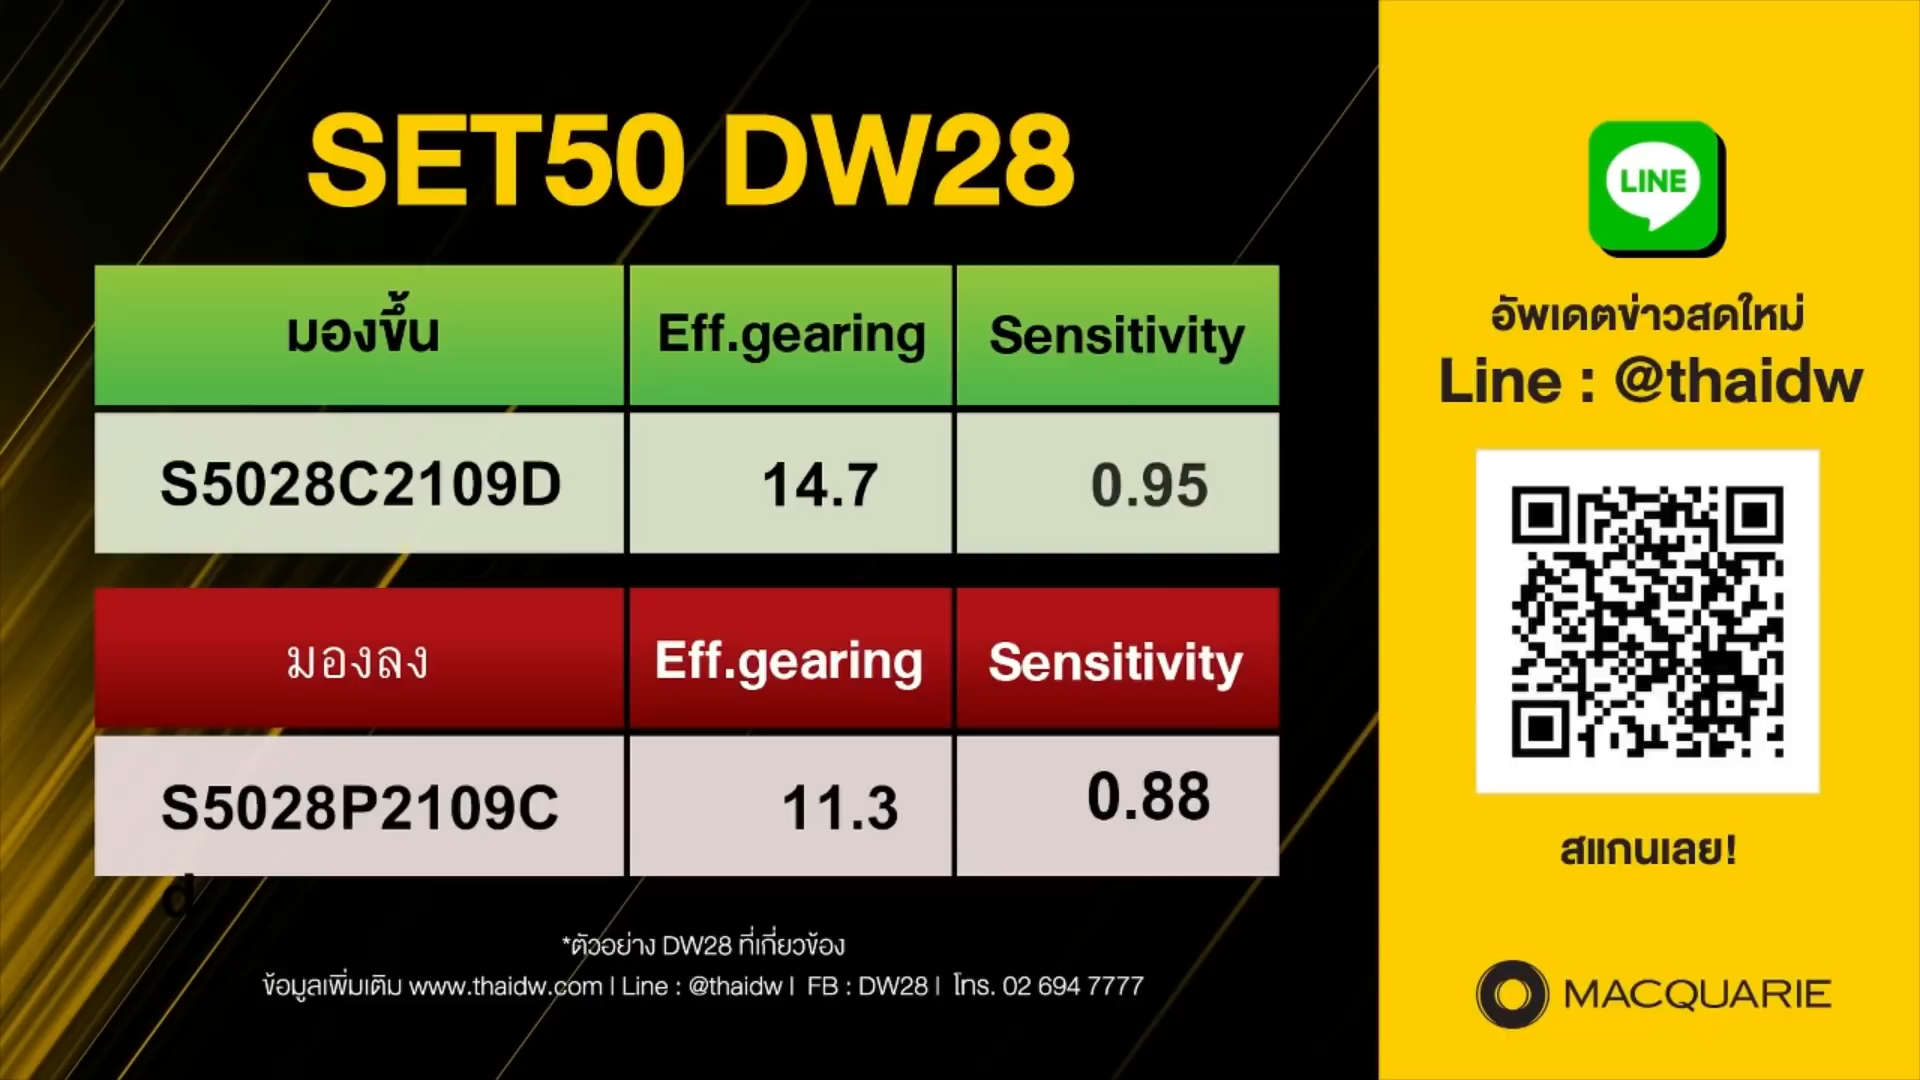 SET50 DW28
มองขึ้น Eff.gearing Sensitivity
S5028C2109D 14.7 0.95
มองลง Eff.gearing Sensitivity
S5028P2109C 11.3 0.88
d
*ตัวอย่าง DW28 ที่เกี่ยวข้อง
ข้อมูลเพิ่มเติม www.thaidw.com | Line : @thaidw | FB : DW28 | โทร. 02 694 7777
LINE
อัพเดตข่าวสดใหม่
Line : @thaidw
สแกนเลย!
MACQUARIE